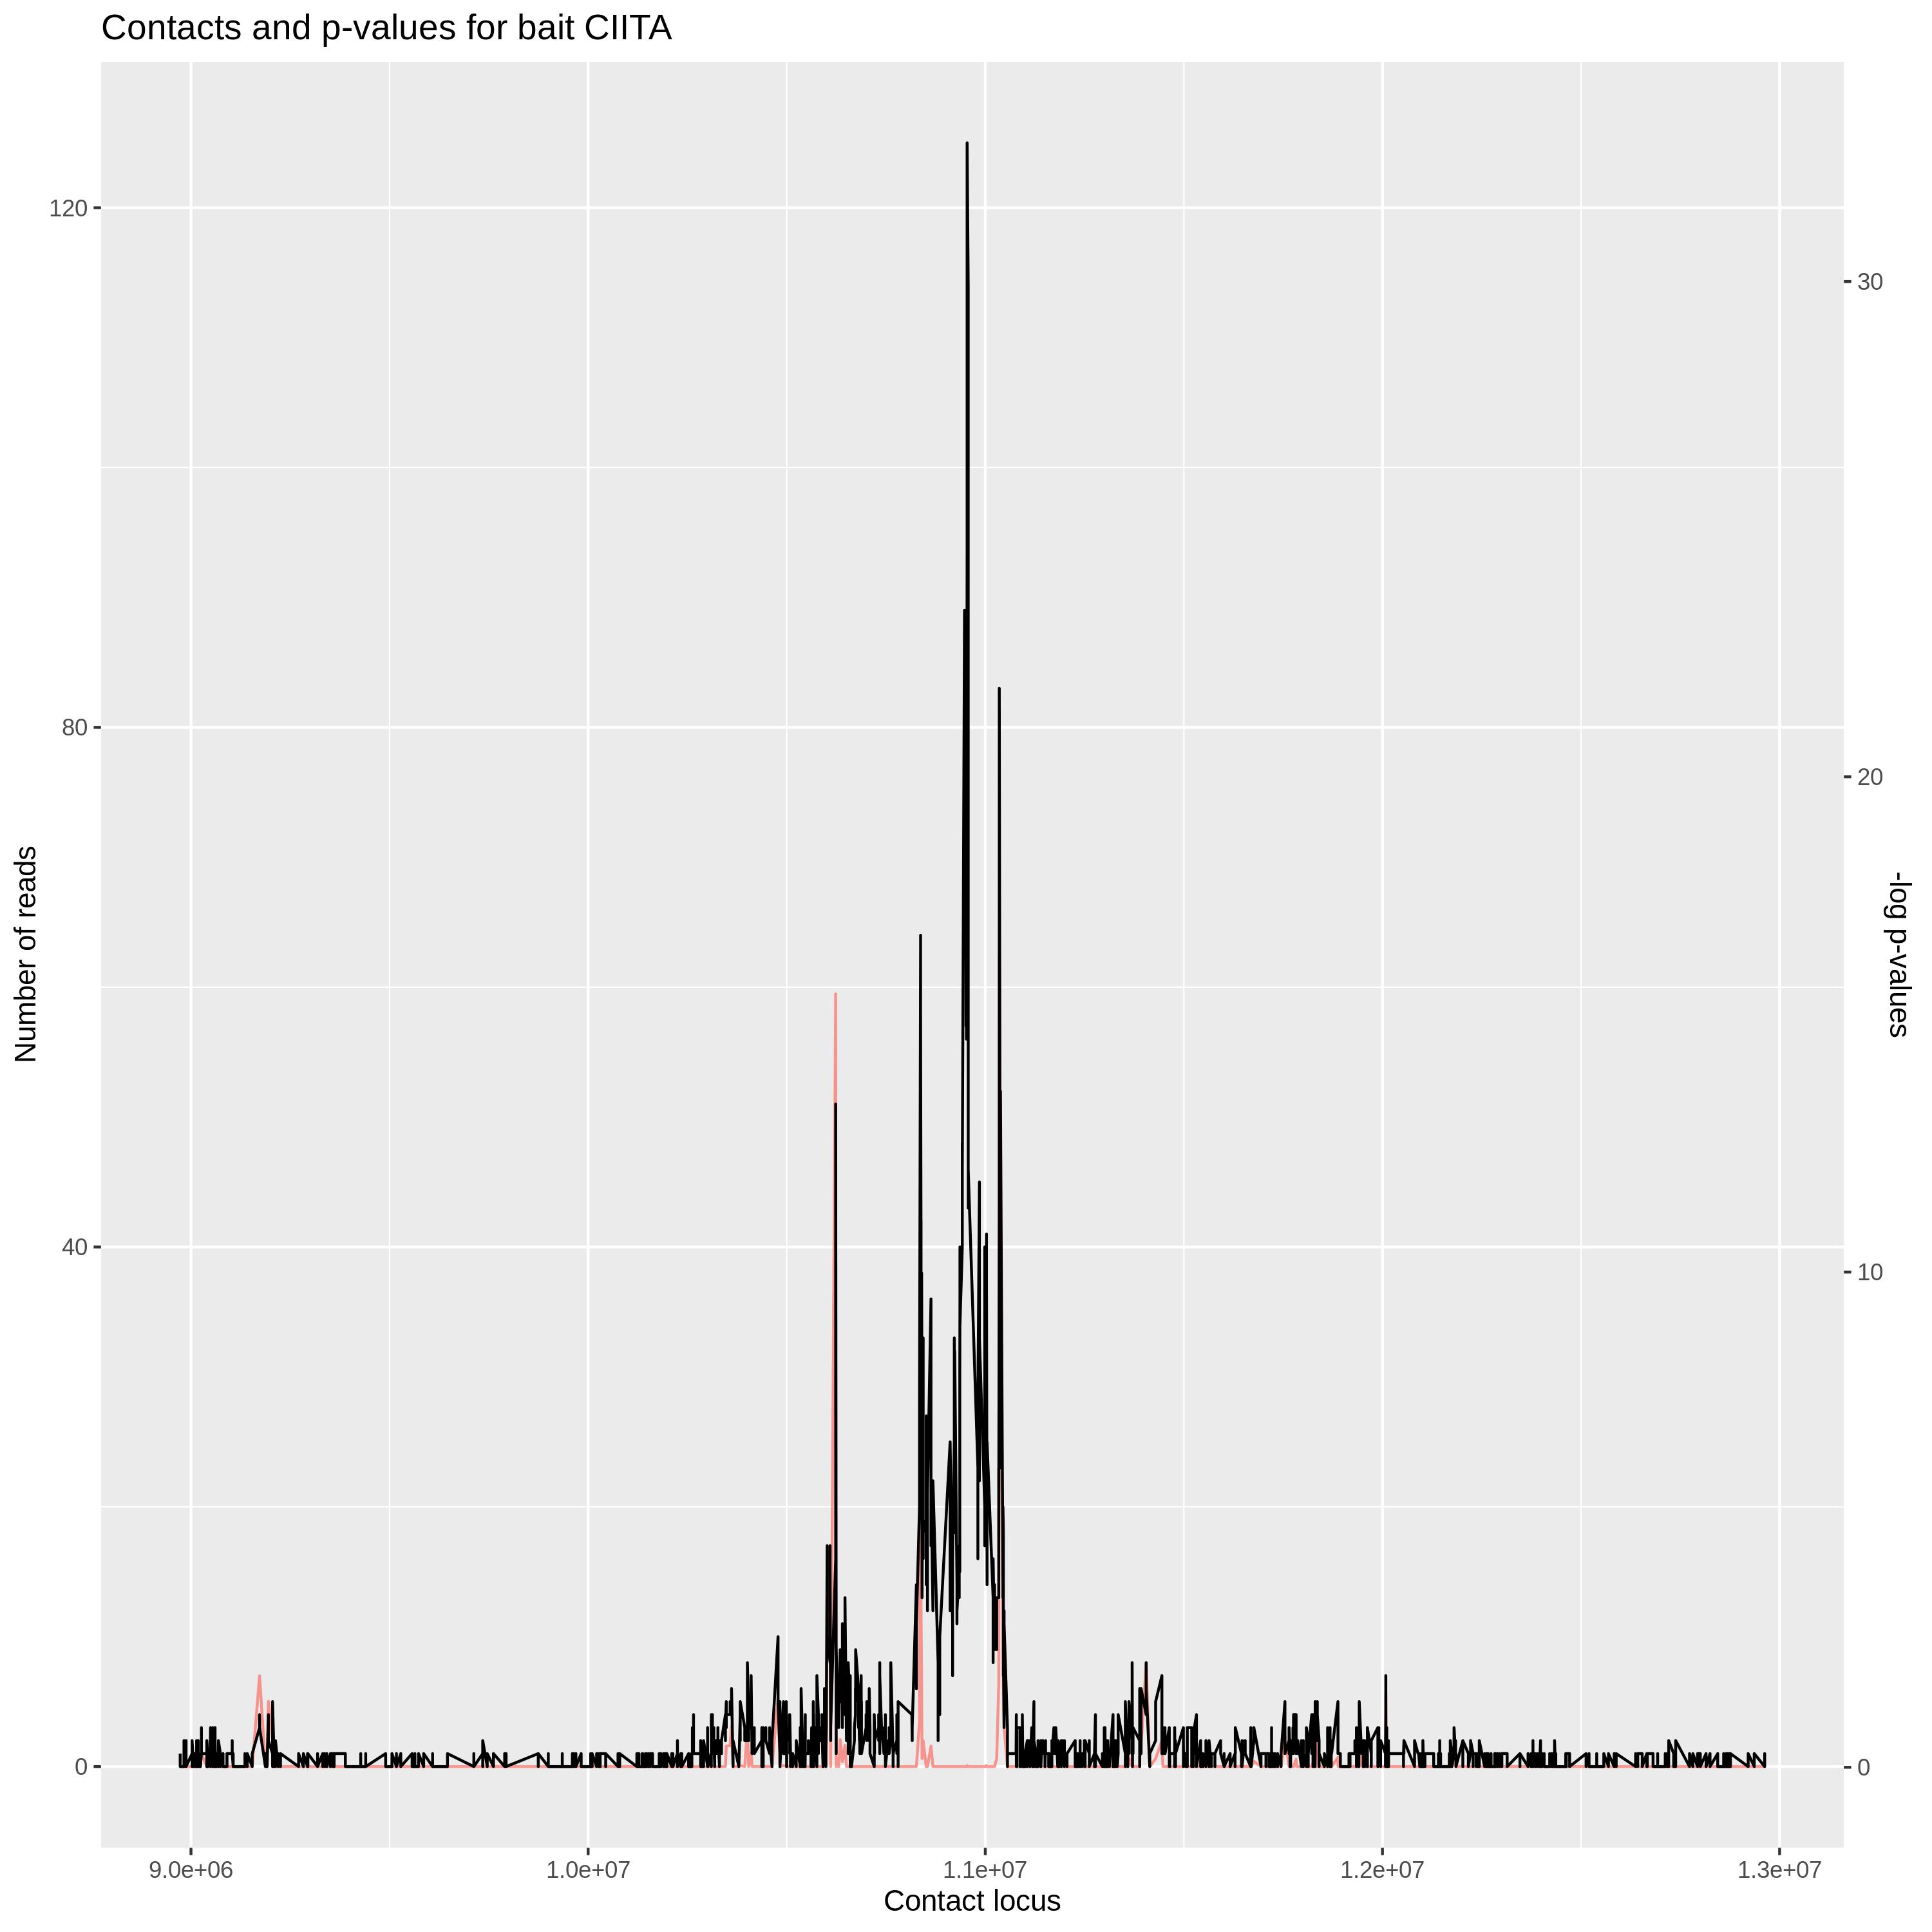 Contacts and p-values for bait CIITA
120
80
40
0
30
20
10
0
Number of reads
-log p-values
9.0e+06
1.0e+07
1.1e+07
1.2e+07
1.3e+07
Contact locus